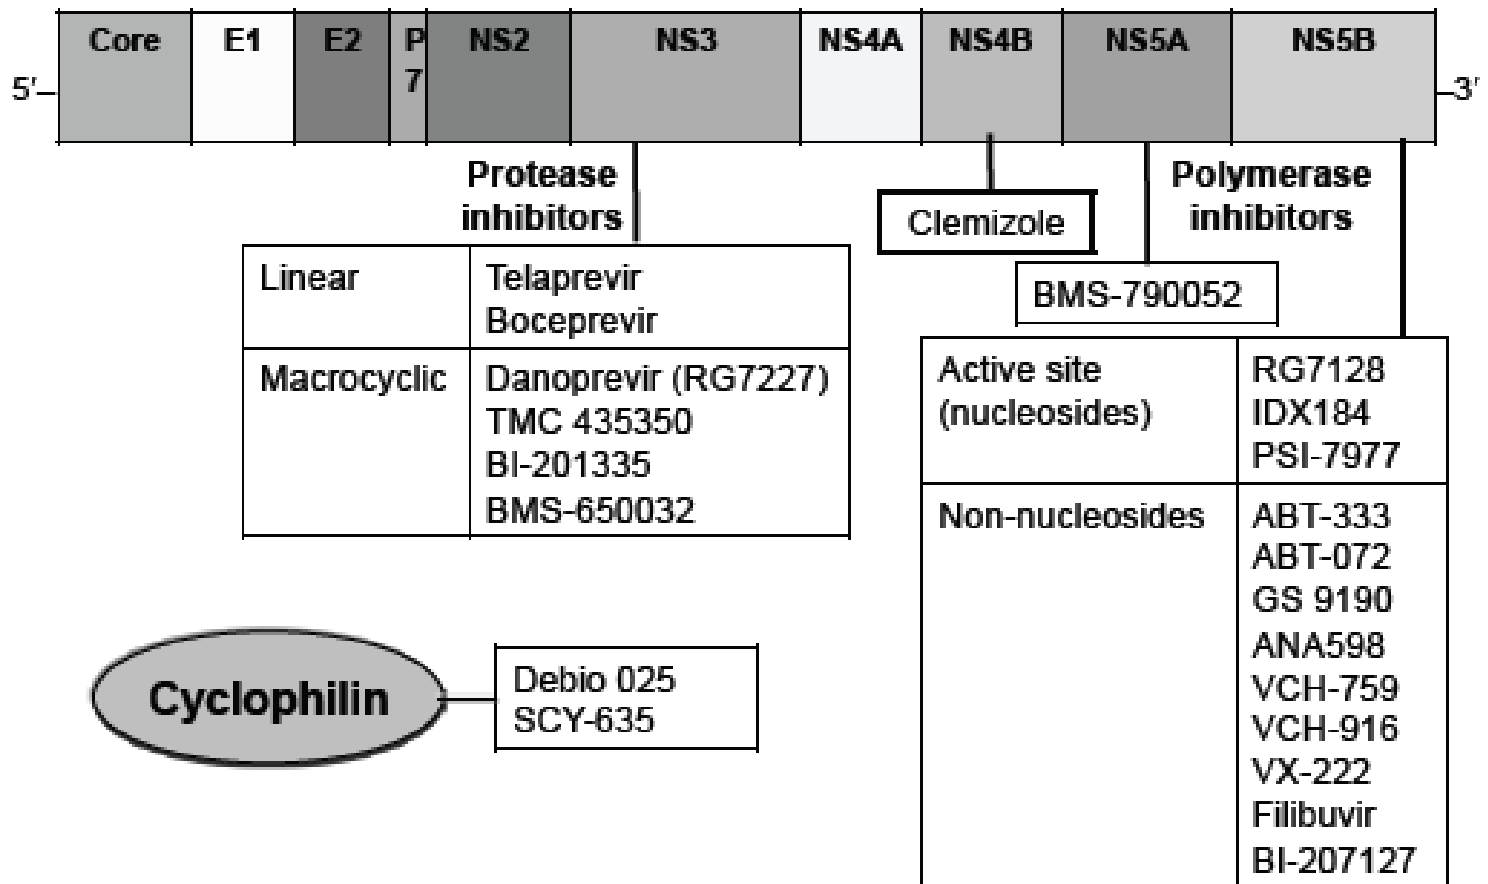 Core E1 E2 P7 NS2 NS3 NS4A NS4B NS5A NS5B
5′ 3′
Protease
inhibitors
Linear
Telaprevir
Boceprevir
Macrocyclic
Danoprevir (RG7227)
TMC 435350
BI-201335
BMS-650032
Clemizole
BMS-790052
Polymerase
inhibitors
Active site
(nucleosides)
RG7128
IDX184
PSI-7977
Non-nucleosides
ABT-333
ABT-072
GS 9190
ANA598
VCH-759
VCH-916
VX-222
Filibuvir
BI-207127
Cyclophilin
Debio 025
SCY-635